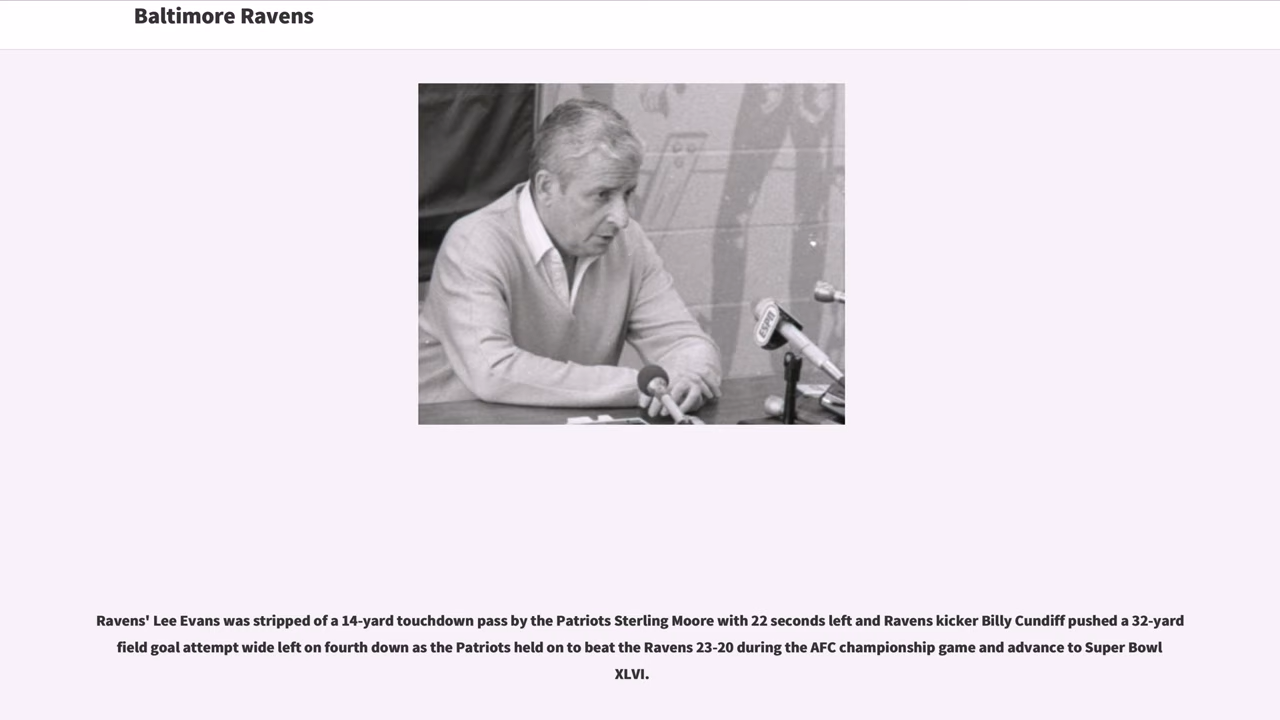 Baltimore Ravens
ESPN
Ravens' Lee Evans was stripped of a 14-yard touchdown pass by the Patriots Sterling Moore with 22 seconds left and Ravens kicker Billy Cundiff pushed a 32-yard
field goal attempt wide left on fourth down as the Patriots held on to beat the Ravens 23-20 during the AFC championship game and advance to Super Bowl
XLVI.